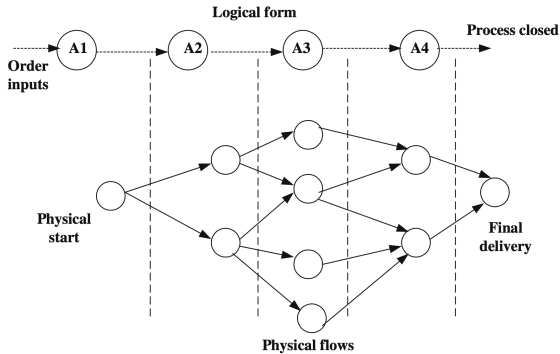 Logical form
Process closed
A1
A2
A3
A4
Order
inputs
Physical
start
Final
delivery
Physical flows